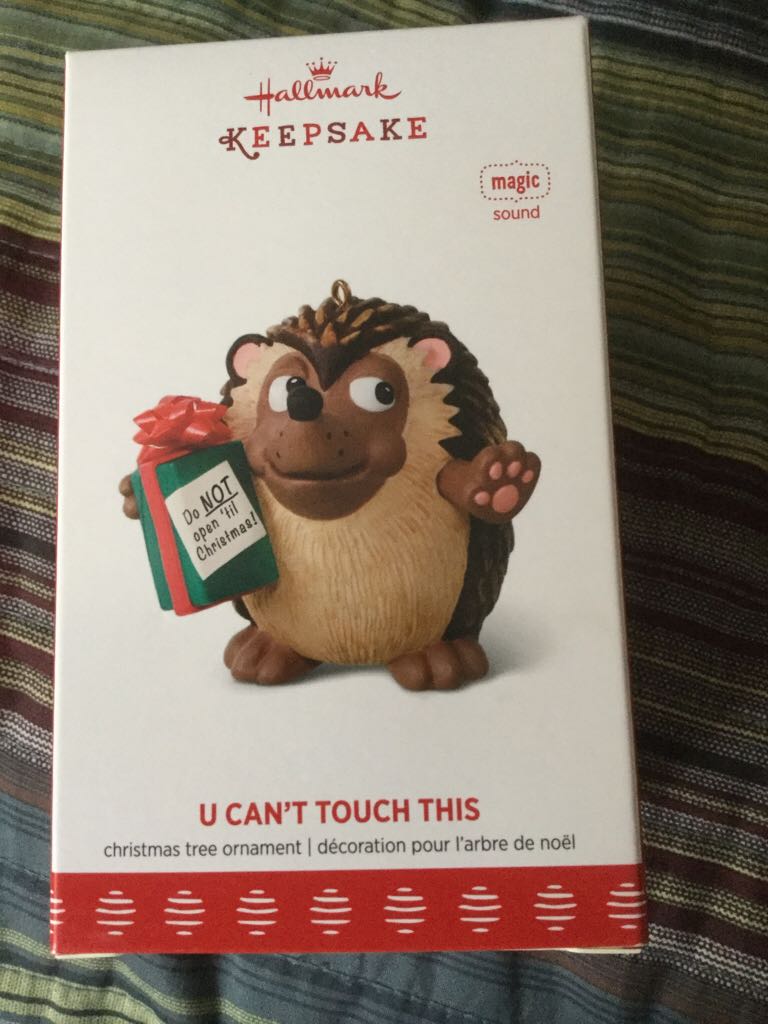 Hallmark
KEEPSAKE
magic
sound
Do NOT
open 'til
Christmas!
U CAN'T TOUCH THIS
christmas tree ornament | décoration pour l'arbre de noël